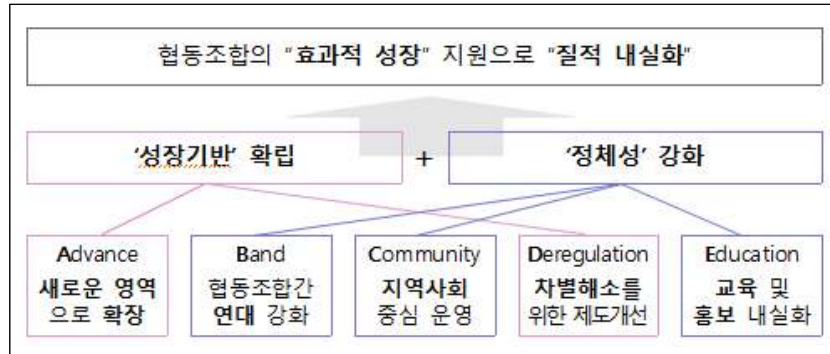 협동조합의 "효과적 성장" 지원으로 "질적 내실화"
'성장기반' 확립
+
'정체성' 강화
Advance
새로운 영역
으로 확장
Band
협동조합간
연대 강화
Community
지역사회
중심 운영
Deregulation
차별해소를
위한 제도개선
Education
교육 및
홍보 내실화